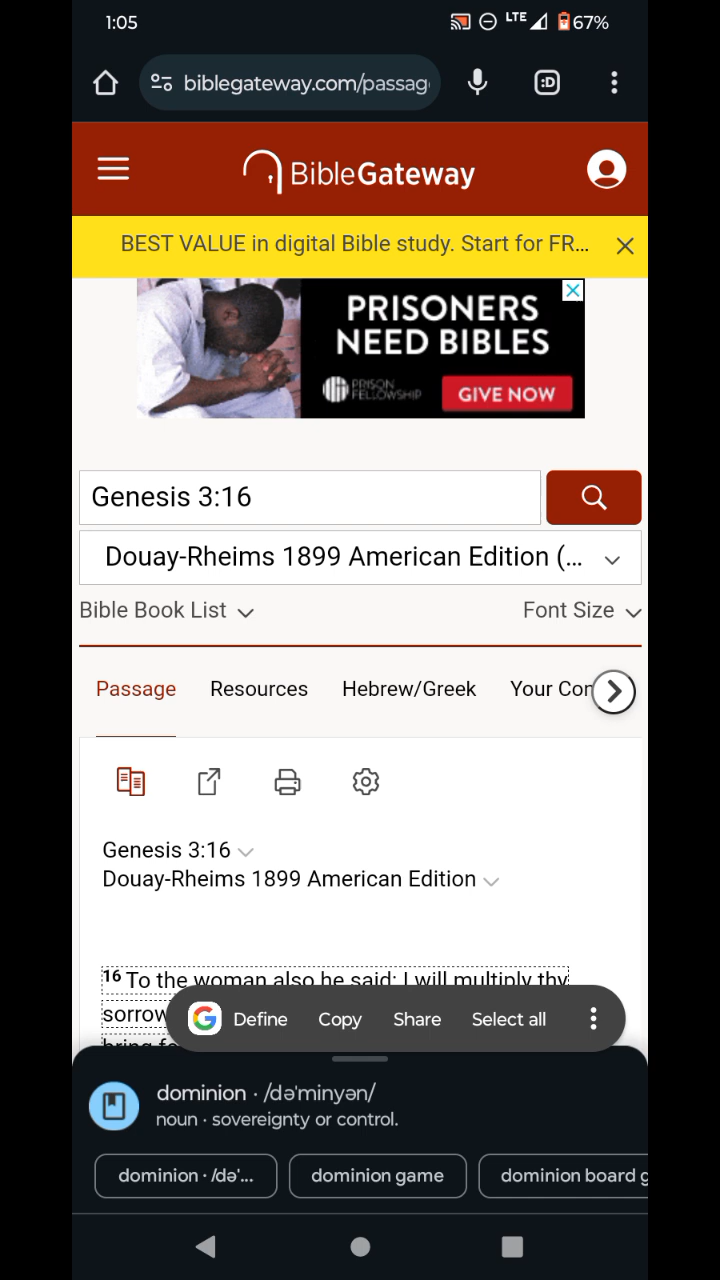 1:05
LTE
67%
biblegateway.com/passag
:D
BibleGateway
BEST VALUE in digital Bible study. Start for FR...
PRISONERS
NEED BIBLES
PRISON
FELLOWSHIP
GIVE NOW
Genesis 3:16
Douay-Rheims 1899 American Edition (...
Bible Book List
Font Size
Passage
Resources
Hebrew/Greek
Your Con
Genesis 3:16
Douay-Rheims 1899 American Edition
16 To the woman also he said: I will multiply thy
sorrow
bring fo
G
Define
Copy
Share
Select all
dominion · /dəˈminyən/
noun · sovereignty or control.
dominion · /də'...
dominion game
dominion board g